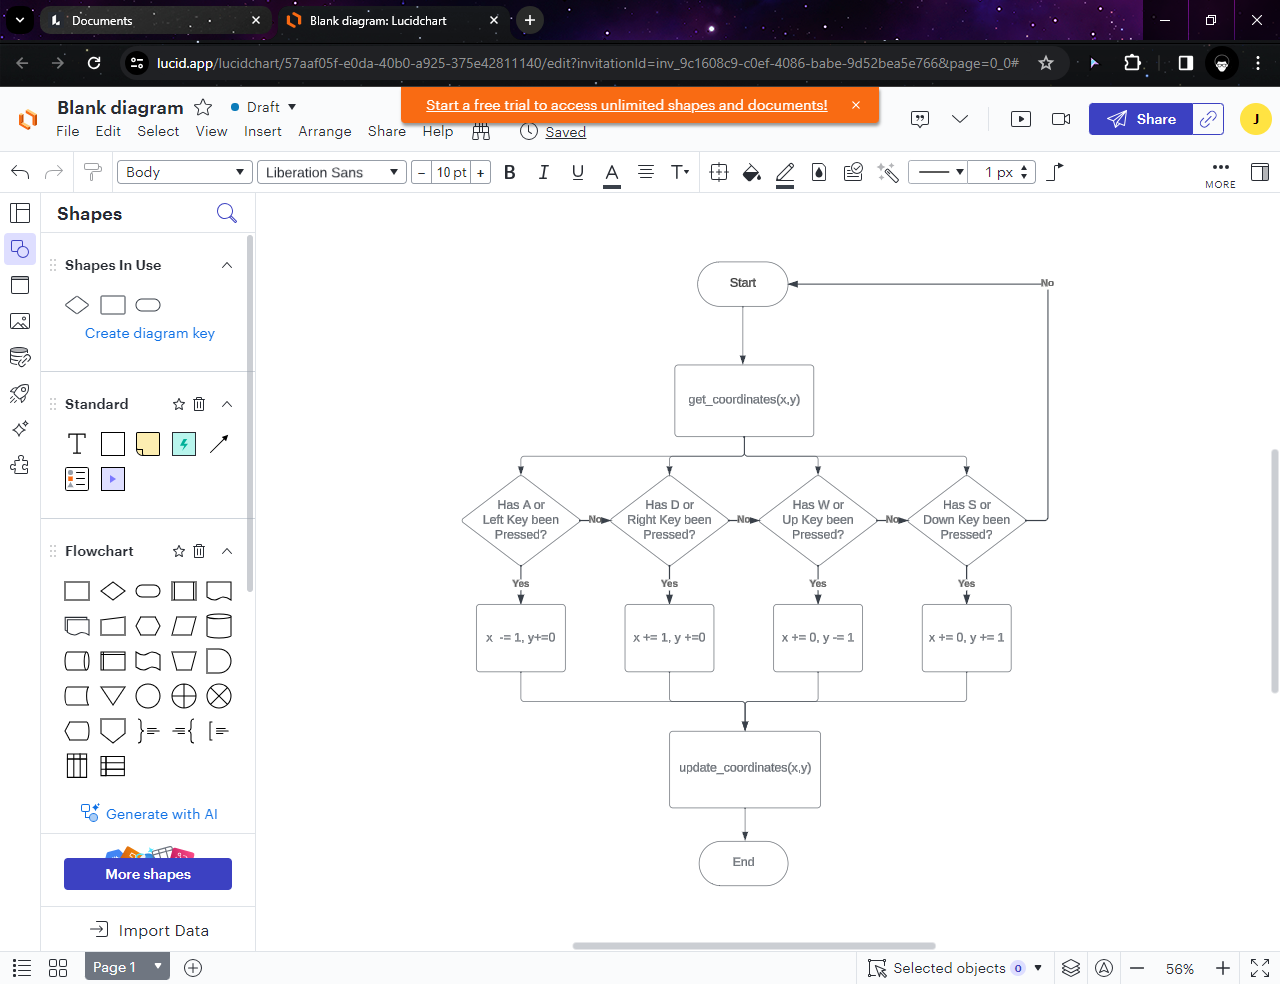 Documents
Blank diagram: Lucidchart
lucid.app/lucidchart/57aaf05f-e0da-40b0-a925-375e42811140/edit?invitationId=inv_9c1608c9-c0ef-4086-babe-9d52bea5e766&page=0_0#
Blank diagram
Draft
Start a free trial to access unlimited shapes and documents!
File Edit Select View Insert Arrange Share Help
Saved
Share
J
Body
Liberation Sans
10 pt
B I U A T
1 px
MORE
Shapes
Shapes In Use
Create diagram key
Standard
T
Flowchart
Generate with AI
More shapes
Import Data
Start
No
get_coordinates(x,y)
Has A or
Left Key been
Pressed?
No
Has D or
Right Key been
Pressed?
No
Has W or
Up Key been
Pressed?
No
Has S or
Down Key been
Pressed?
Yes
Yes
Yes
Yes
x -= 1, y+=0
x += 1, y +=0
x += 0, y -= 1
x += 0, y += 1
update_coordinates(x,y)
End
Page 1
Selected objects 0
56%